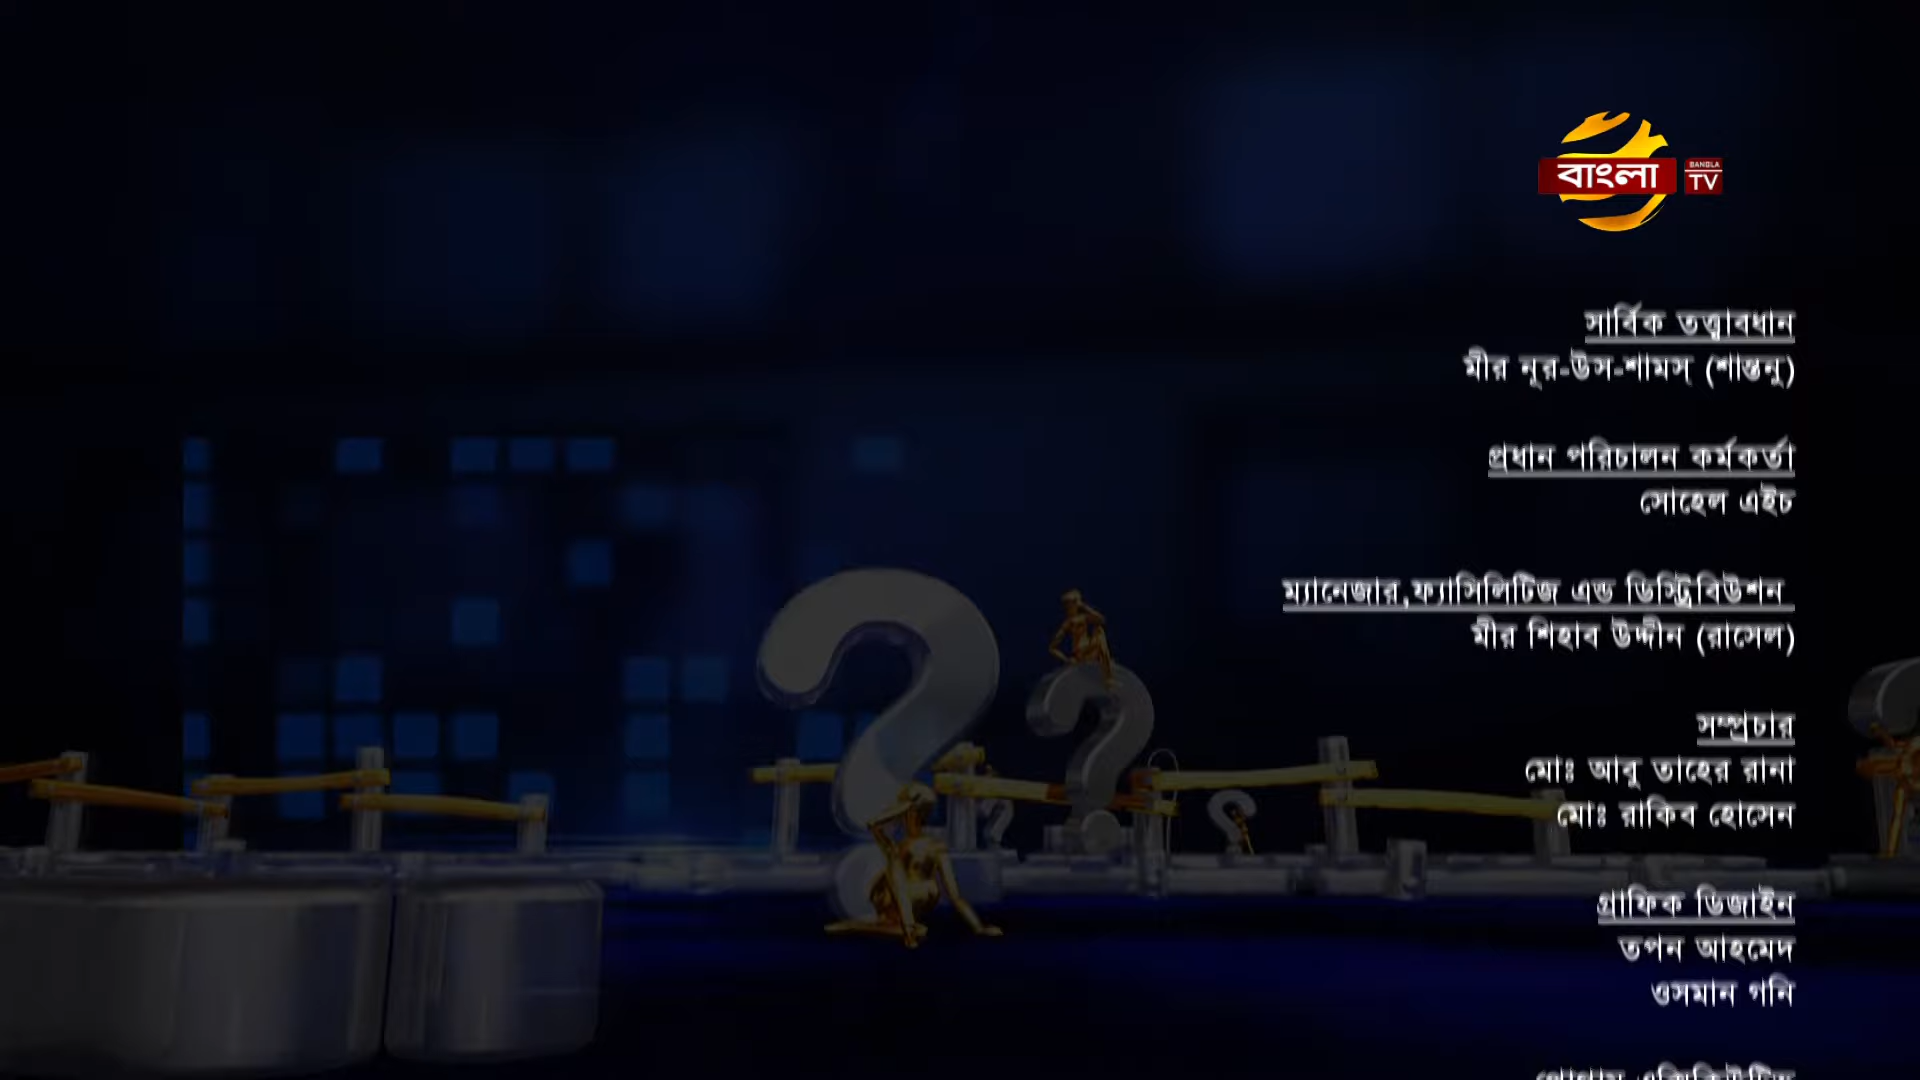 বাংলা
BANGLA
TV
সার্বিক তত্ত্বাবধান
মীর নূর-উস-শামস্ (শান্তনু)
প্রধান পরিচালন কর্মকর্তা
সোহেল এইচ
ম্যানেজার,ফ্যাসিলিটিজ এন্ড ডিস্ট্রিবিউশন
মীর শিহাব উদ্দীন (রাসেল)
সম্প্রচার
মোঃ আবু তাহের রানা
মোঃ রাকিব হোসেন
গ্রাফিক ডিজাইন
তপন আহমেদ
ওসমান গনি